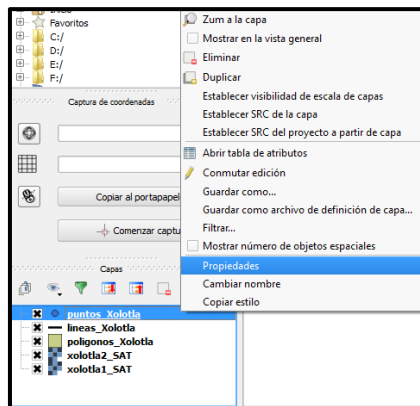 Favoritos
C:/
D:/
E:/
F:/
Captura de coordenadas
Copiar al portapapel
Comenzar captu
Capas
puntos_Xolotla
lineas_Xolotla
poligonos_Xolotla
xolotla2_SAT
xolotla1_SAT
Zum a la capa
Mostrar en la vista general
Eliminar
Duplicar
Establecer visibilidad de escala de capas
Establecer SRC de la capa
Establecer SRC del proyecto a partir de capa
Abrir tabla de atributos
Conmutar edición
Guardar como...
Guardar como archivo de definición de capa...
Filtrar...
Mostrar número de objetos espaciales
Propiedades
Cambiar nombre
Copiar estilo